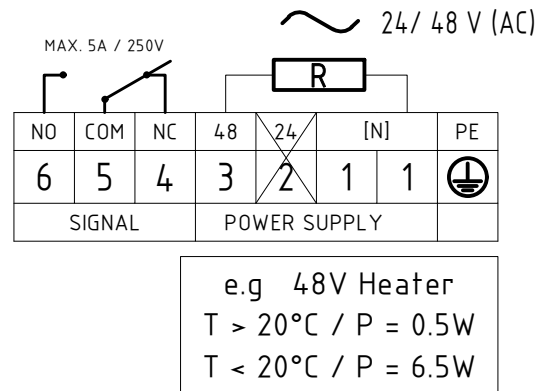 24/ 48 V (AC)
MAX. 5A / 250V
R
NO COM NC 48 24 [N] PE
6 5 4 3 2 1 1
SIGNAL POWER SUPPLY
e.g 48V Heater
T > 20°C / P = 0.5W
T < 20°C / P = 6.5W